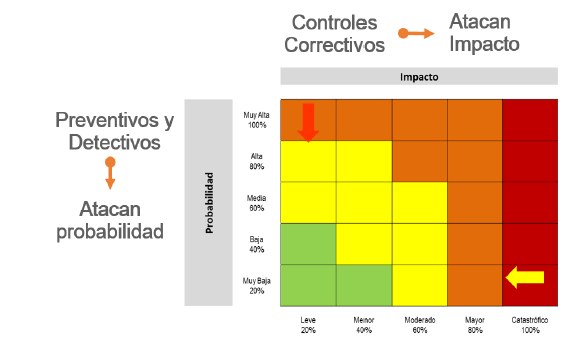 Controles
Correctivos
Atacan
Impacto
Impacto
Preventivos y
Detectivos
Atacan
probabilidad
Probabilidad
Muy Alta
100%
Alta
80%
Media
60%
Baja
40%
Muy Baja
20%
Leve
20%
Menor
40%
Moderado
60%
Mayor
80%
Catastrófico
100%